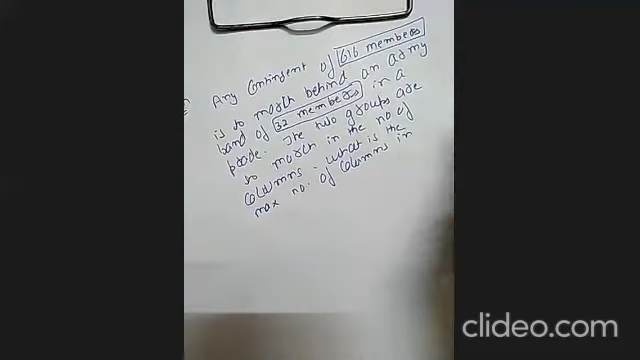 Any Contingent of 616 members
is to march behind an army
band of 32 members in a
prade. The two groups are
to march in the no of
columns. what is the
max no. of columns in
clideo.com